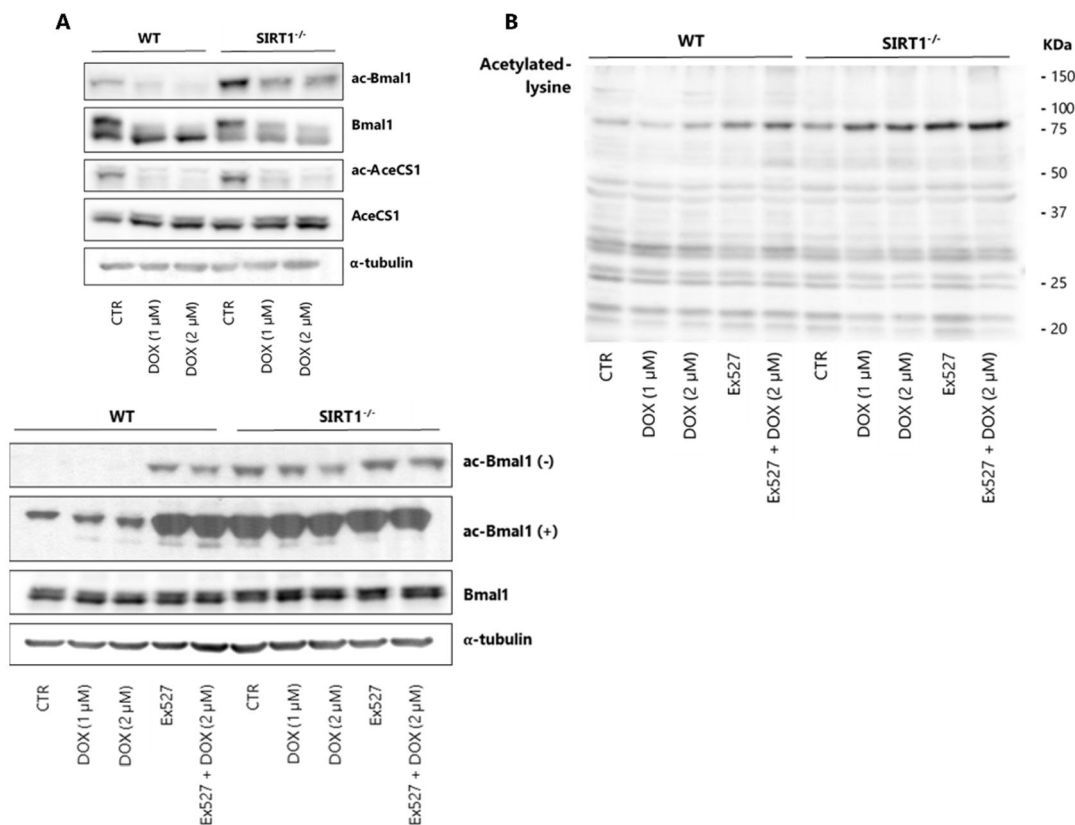 A
WT SIRT1-/-
ac-Bmal1
Bmal1
ac-AceCS1
AceCS1
α-tubulin
CTR
DOX (1 µM)
DOX (2 µM)
CTR
DOX (1 µM)
DOX (2 µM)
WT SIRT1-/-
ac-Bmal1 (-)
ac-Bmal1 (+)
Bmal1
α-tubulin
CTR
DOX (1 µM)
DOX (2 µM)
Ex527
Ex527 + DOX (2 µM)
CTR
DOX (1 µM)
DOX (2 µM)
Ex527
Ex527 + DOX (2 µM)
B
WT SIRT1-/- KDa
Acetylated-
lysine
- 150
- 100
- 75
- 50
- 37
- 25
- 20
CTR
DOX (1 µM)
DOX (2 µM)
Ex527
Ex527 + DOX (2 µM)
CTR
DOX (1 µM)
DOX (2 µM)
Ex527
Ex527 + DOX (2 µM)